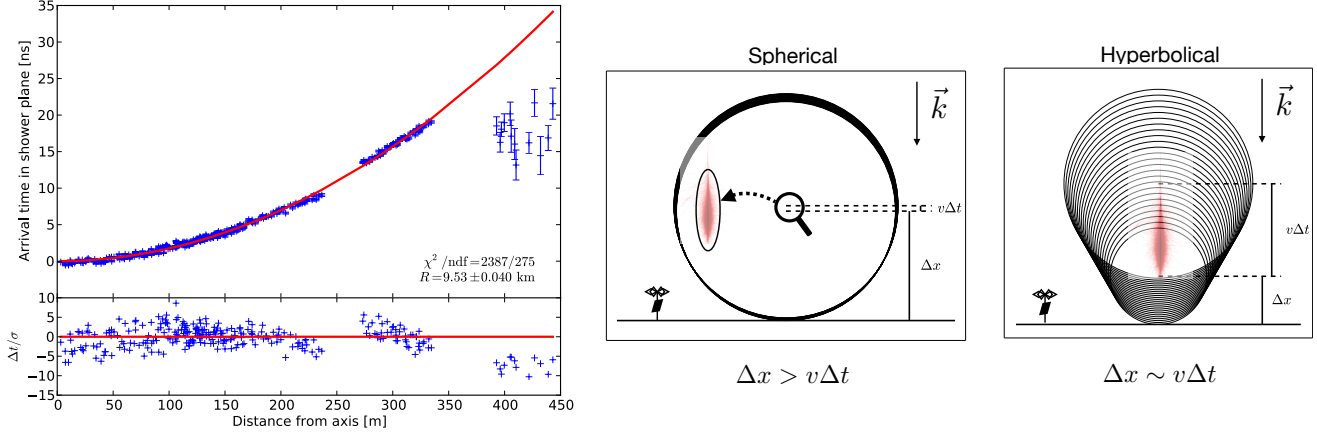 35
30
25
20
15
10
5
0
Arrival time in shower plane [ns]
χ² /ndf = 2387/275
R = 9.53 ± 0.040 km
10
5
0
−5
−10
−15
Δt/σ
0 50 100 150 200 250 300 350 400 450
Distance from axis [m]
Spherical
k⃗
vΔt
Δx
Δx > vΔt
Hyperbolical
k⃗
vΔt
Δx
Δx ∼ vΔt